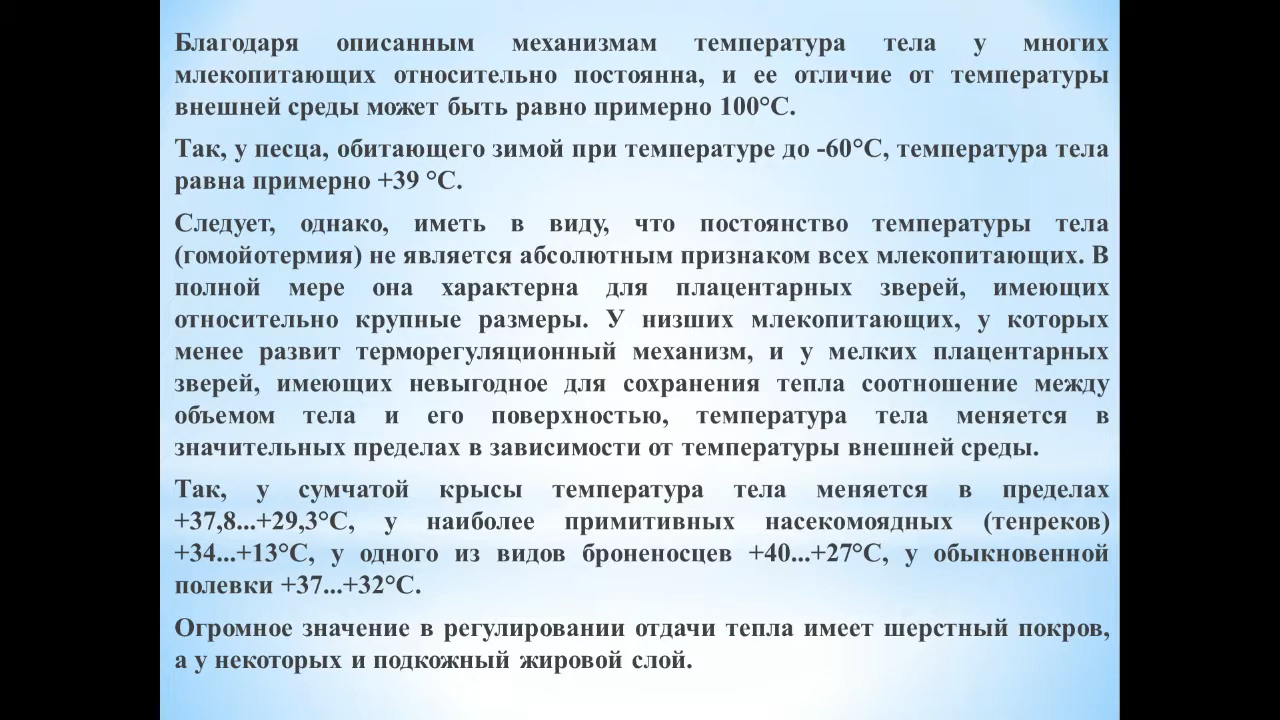 Благодаря описанным механизмам температура тела у многих
млекопитающих относительно постоянна, и ее отличие от температуры
внешней среды может быть равно примерно 100°С.
Так, у песца, обитающего зимой при температуре до -60°С, температура тела
равна примерно +39 °С.
Следует, однако, иметь в виду, что постоянство температуры тела
(гомойотермия) не является абсолютным признаком всех млекопитающих. В
полной мере она характерна для плацентарных зверей, имеющих
относительно крупные размеры. У низших млекопитающих, у которых
менее развит терморегуляционный механизм, и у мелких плацентарных
зверей, имеющих невыгодное для сохранения тепла соотношение между
объемом тела и его поверхностью, температура тела меняется в
значительных пределах в зависимости от температуры внешней среды.
Так, у сумчатой крысы температура тела меняется в пределах
+37,8...+29,3°С, у наиболее примитивных насекомоядных (тенреков)
+34...+13°С, у одного из видов броненосцев +40...+27°С, у обыкновенной
полевки +37...+32°С.
Огромное значение в регулировании отдачи тепла имеет шерстный покров,
а у некоторых и подкожный жировой слой.